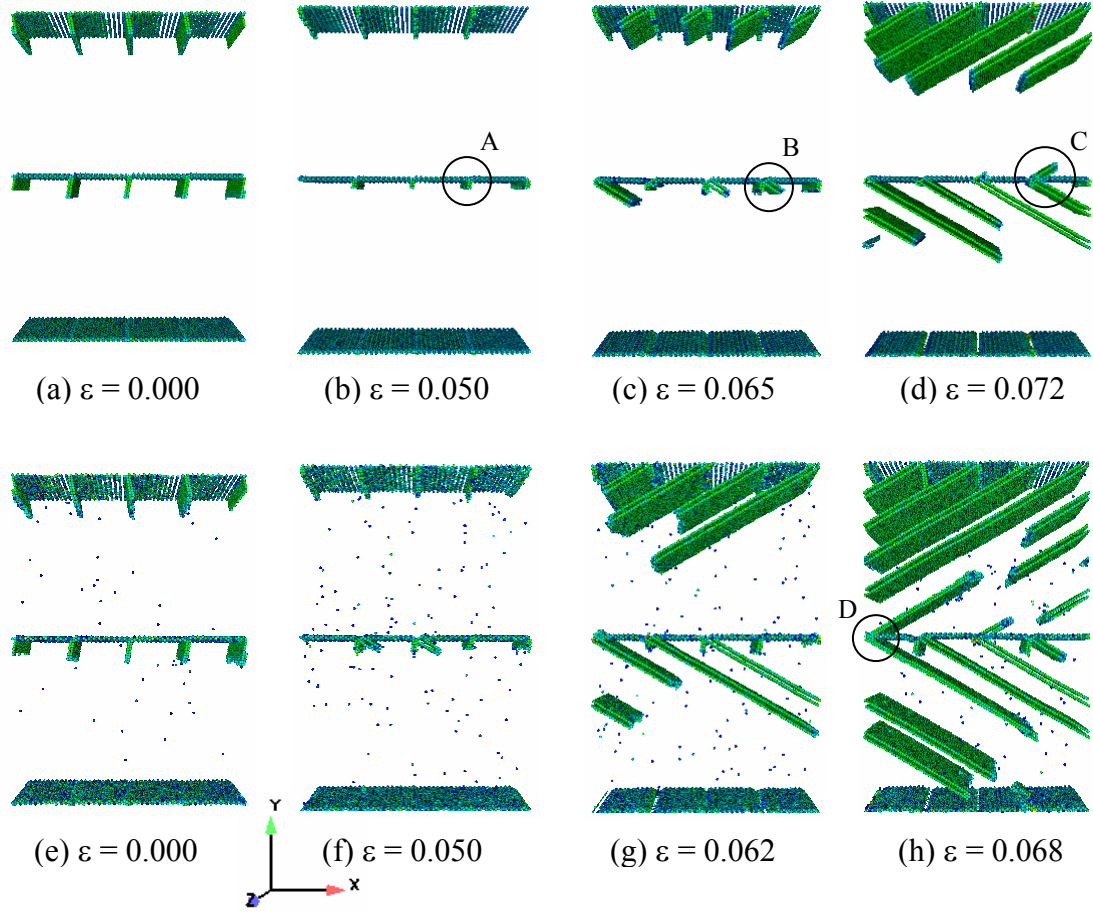 A
B
C
(a) ε = 0.000
(b) ε = 0.050
(c) ε = 0.065
(d) ε = 0.072
D
(e) ε = 0.000
(f) ε = 0.050
(g) ε = 0.062
(h) ε = 0.068
Y
X
Z